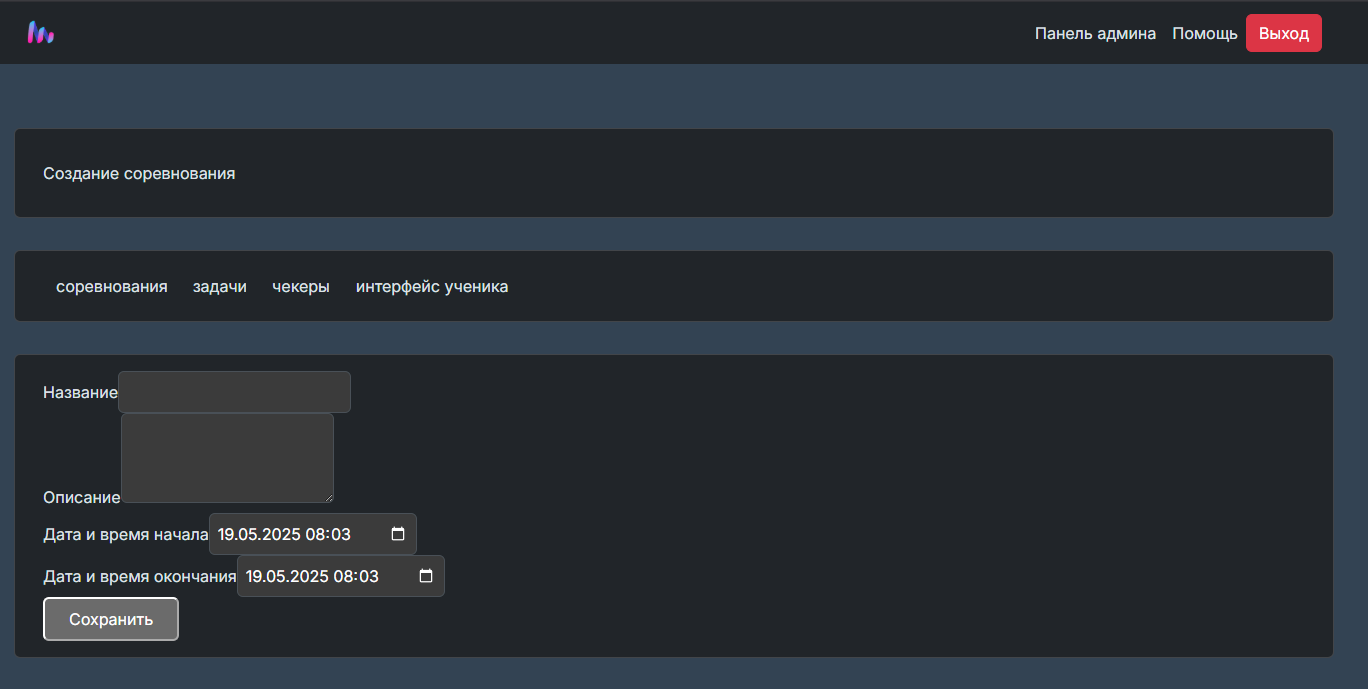 Панель админа Помощь Выход
Создание соревнования
соревнования задачи чекеры интерфейс ученика
Название
Описание
Дата и время начала 19.05.2025 08:03
Дата и время окончания 19.05.2025 08:03
Сохранить